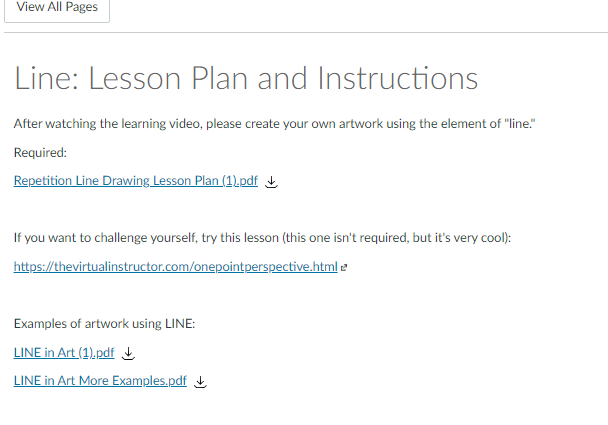 View All Pages
Line: Lesson Plan and Instructions
After watching the learning video, please create your own artwork using the element of "line."
Required:
Repetition Line Drawing Lesson Plan (1).pdf
If you want to challenge yourself, try this lesson (this one isn't required, but it's very cool):
https://thevirtualinstructor.com/onepointperspective.html
Examples of artwork using LINE:
LINE in Art (1).pdf
LINE in Art More Examples.pdf